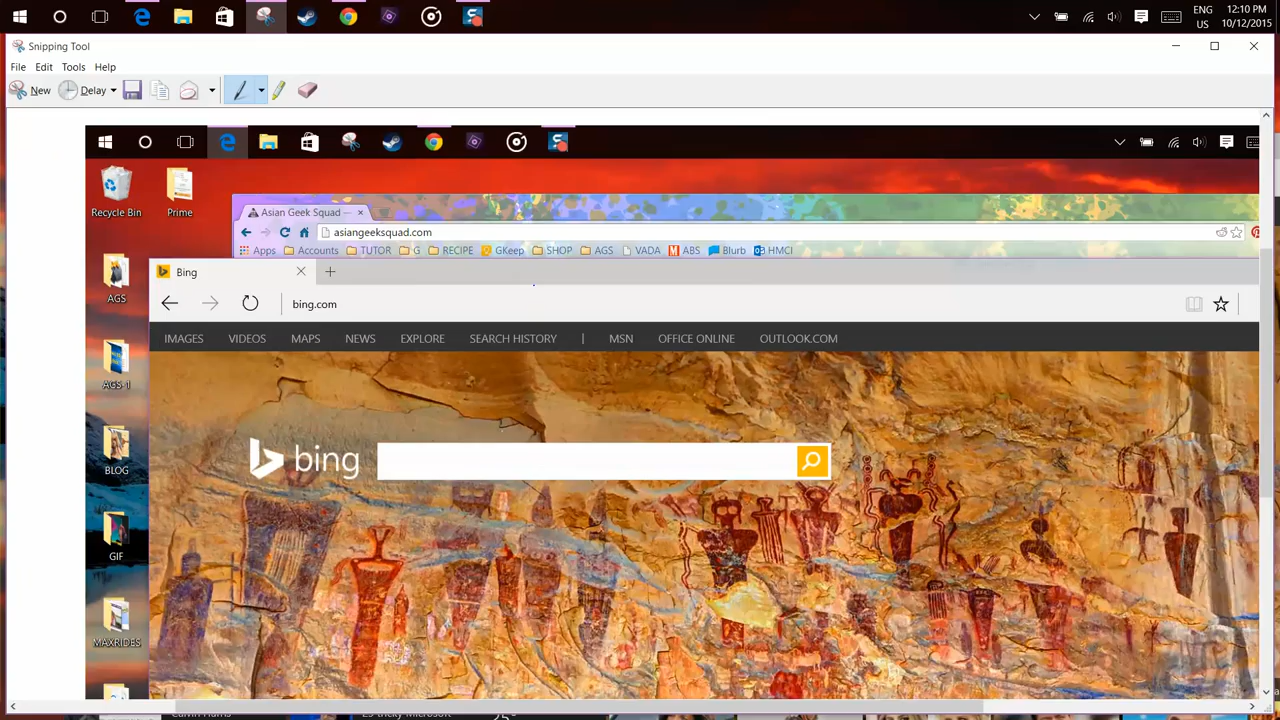 ENG 12:10 PM
US 10/12/2015
Snipping Tool
File Edit Tools Help
New Delay
Recycle Bin Prime
Asian Geek Squad
asiangeeksquad.com
Apps Accounts TUTOR G RECIPE GKeep SHOP AGS VADA ABS Blurb HMCI
Bing
AGS
bing.com
IMAGES VIDEOS MAPS NEWS EXPLORE SEARCH HISTORY | MSN OFFICE ONLINE OUTLOOK.COM
AGS-1
bing
BLOG
GIF
MAXRIDES